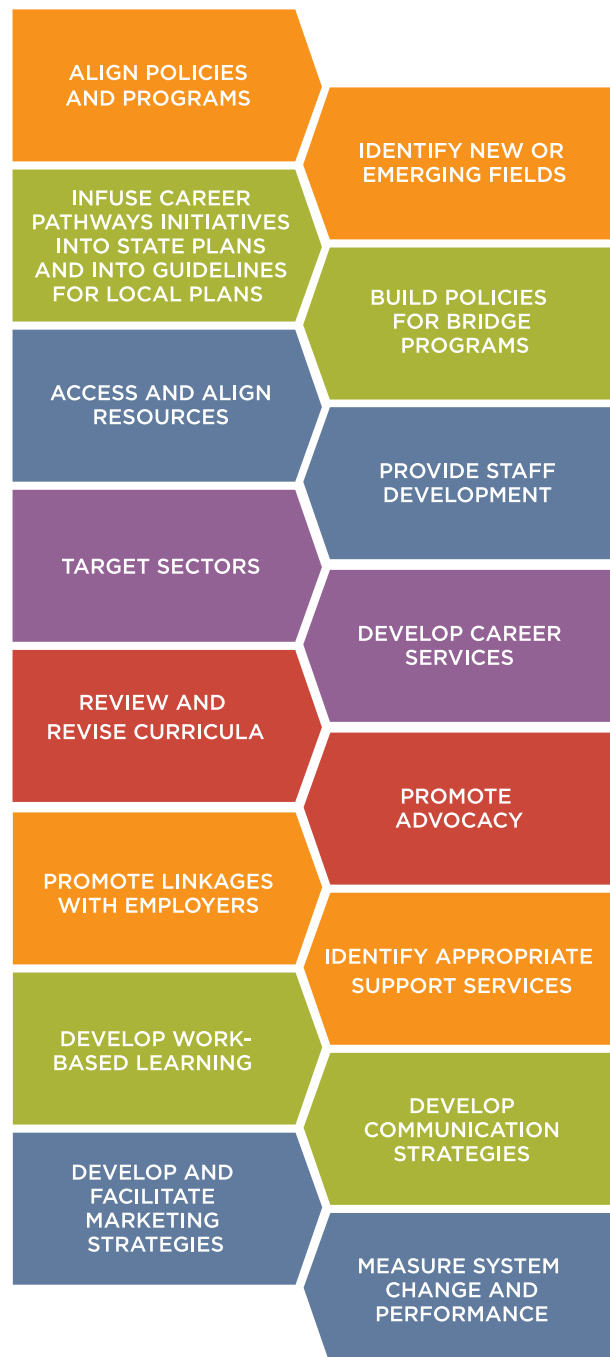 ALIGN POLICIES
AND PROGRAMS
IDENTIFY NEW OR
EMERGING FIELDS
INFUSE CAREER
PATHWAYS INITIATIVES
INTO STATE PLANS
AND INTO GUIDELINES
FOR LOCAL PLANS
BUILD POLICIES
FOR BRIDGE
PROGRAMS
ACCESS AND ALIGN
RESOURCES
PROVIDE STAFF
DEVELOPMENT
TARGET SECTORS
DEVELOP CAREER
SERVICES
REVIEW AND
REVISE CURRICULA
PROMOTE
ADVOCACY
PROMOTE LINKAGES
WITH EMPLOYERS
IDENTIFY APPROPRIATE
SUPPORT SERVICES
DEVELOP WORK-
BASED LEARNING
DEVELOP
COMMUNICATION
STRATEGIES
DEVELOP AND
FACILITATE
MARKETING
STRATEGIES
MEASURE SYSTEM
CHANGE AND
PERFORMANCE